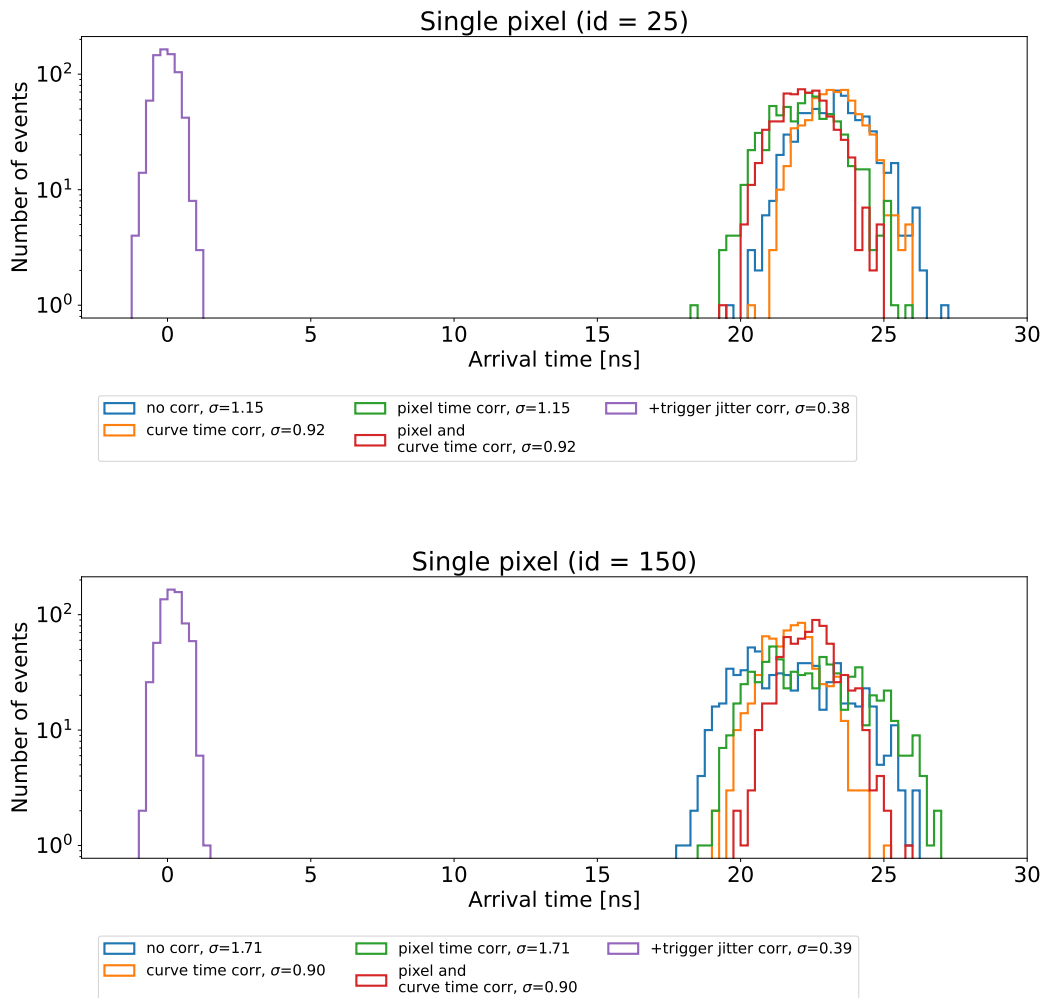 Single pixel (id = 25)
Number of events
10²
10¹
10⁰
0 5 10 15 20 25 30
Arrival time [ns]
no corr, σ=1.15
curve time corr, σ=0.92
pixel time corr, σ=1.15
pixel and
curve time corr, σ=0.92
+trigger jitter corr, σ=0.38
Single pixel (id = 150)
Number of events
10²
10¹
10⁰
0 5 10 15 20 25 30
Arrival time [ns]
no corr, σ=1.71
curve time corr, σ=0.90
pixel time corr, σ=1.71
pixel and
curve time corr, σ=0.90
+trigger jitter corr, σ=0.39